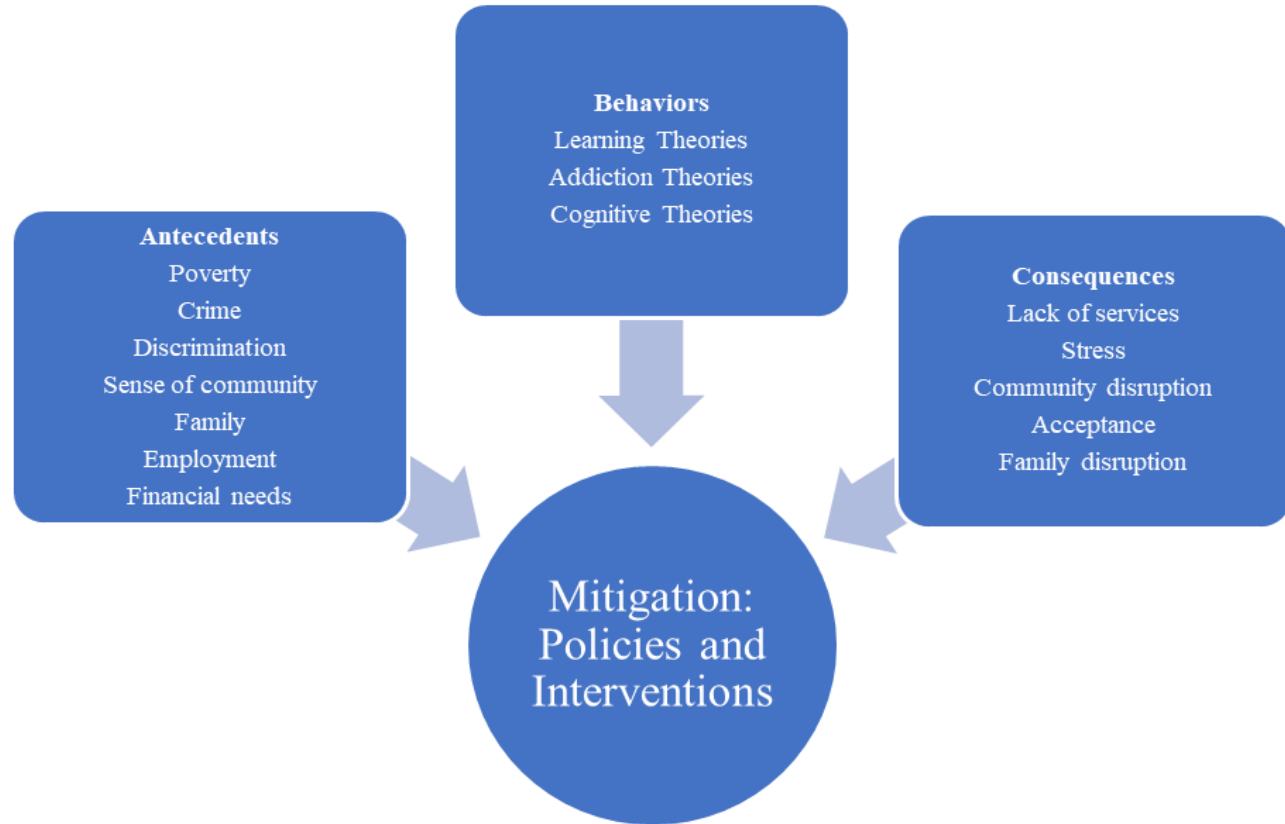 Behaviors
Learning Theories
Addiction Theories
Cognitive Theories
Antecedents
Poverty
Crime
Discrimination
Sense of community
Family
Employment
Financial needs
Consequences
Lack of services
Stress
Community disruption
Acceptance
Family disruption
Mitigation:
Policies and
Interventions